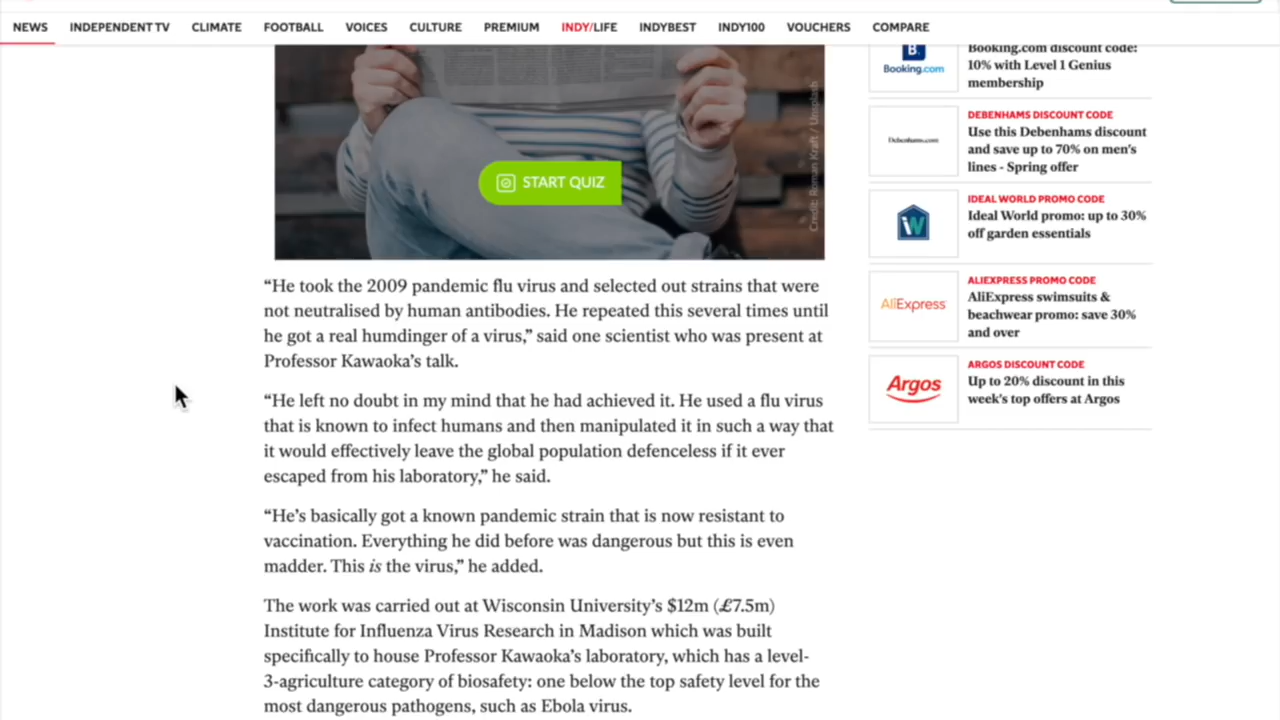 NEWS INDEPENDENT TV CLIMATE FOOTBALL VOICES CULTURE PREMIUM INDY/LIFE INDYBEST INDY100 VOUCHERS COMPARE
START QUIZ
Credit: Roman Kraft / Unsplash
“He took the 2009 pandemic flu virus and selected out strains that were
not neutralised by human antibodies. He repeated this several times until
he got a real humdinger of a virus,” said one scientist who was present at
Professor Kawaoka’s talk.
“He left no doubt in my mind that he had achieved it. He used a flu virus
that is known to infect humans and then manipulated it in such a way that
it would effectively leave the global population defenceless if it ever
escaped from his laboratory,” he said.
“He’s basically got a known pandemic strain that is now resistant to
vaccination. Everything he did before was dangerous but this is even
madder. This is the virus,” he added.
The work was carried out at Wisconsin University’s $12m (£7.5m)
Institute for Influenza Virus Research in Madison which was built
specifically to house Professor Kawaoka’s laboratory, which has a level-
3-agriculture category of biosafety: one below the top safety level for the
most dangerous pathogens, such as Ebola virus.
B.
Booking.com
Booking.com discount code:
10% with Level 1 Genius
membership
Debenhams.com
DEBENHAMS DISCOUNT CODE
Use this Debenhams discount
and save up to 70% on men's
lines - Spring offer
iW
IDEAL WORLD PROMO CODE
Ideal World promo: up to 30%
off garden essentials
AliExpress
ALIEXPRESS PROMO CODE
AliExpress swimsuits &
beachwear promo: save 30%
and over
Argos
ARGOS DISCOUNT CODE
Up to 20% discount in this
week's top offers at Argos